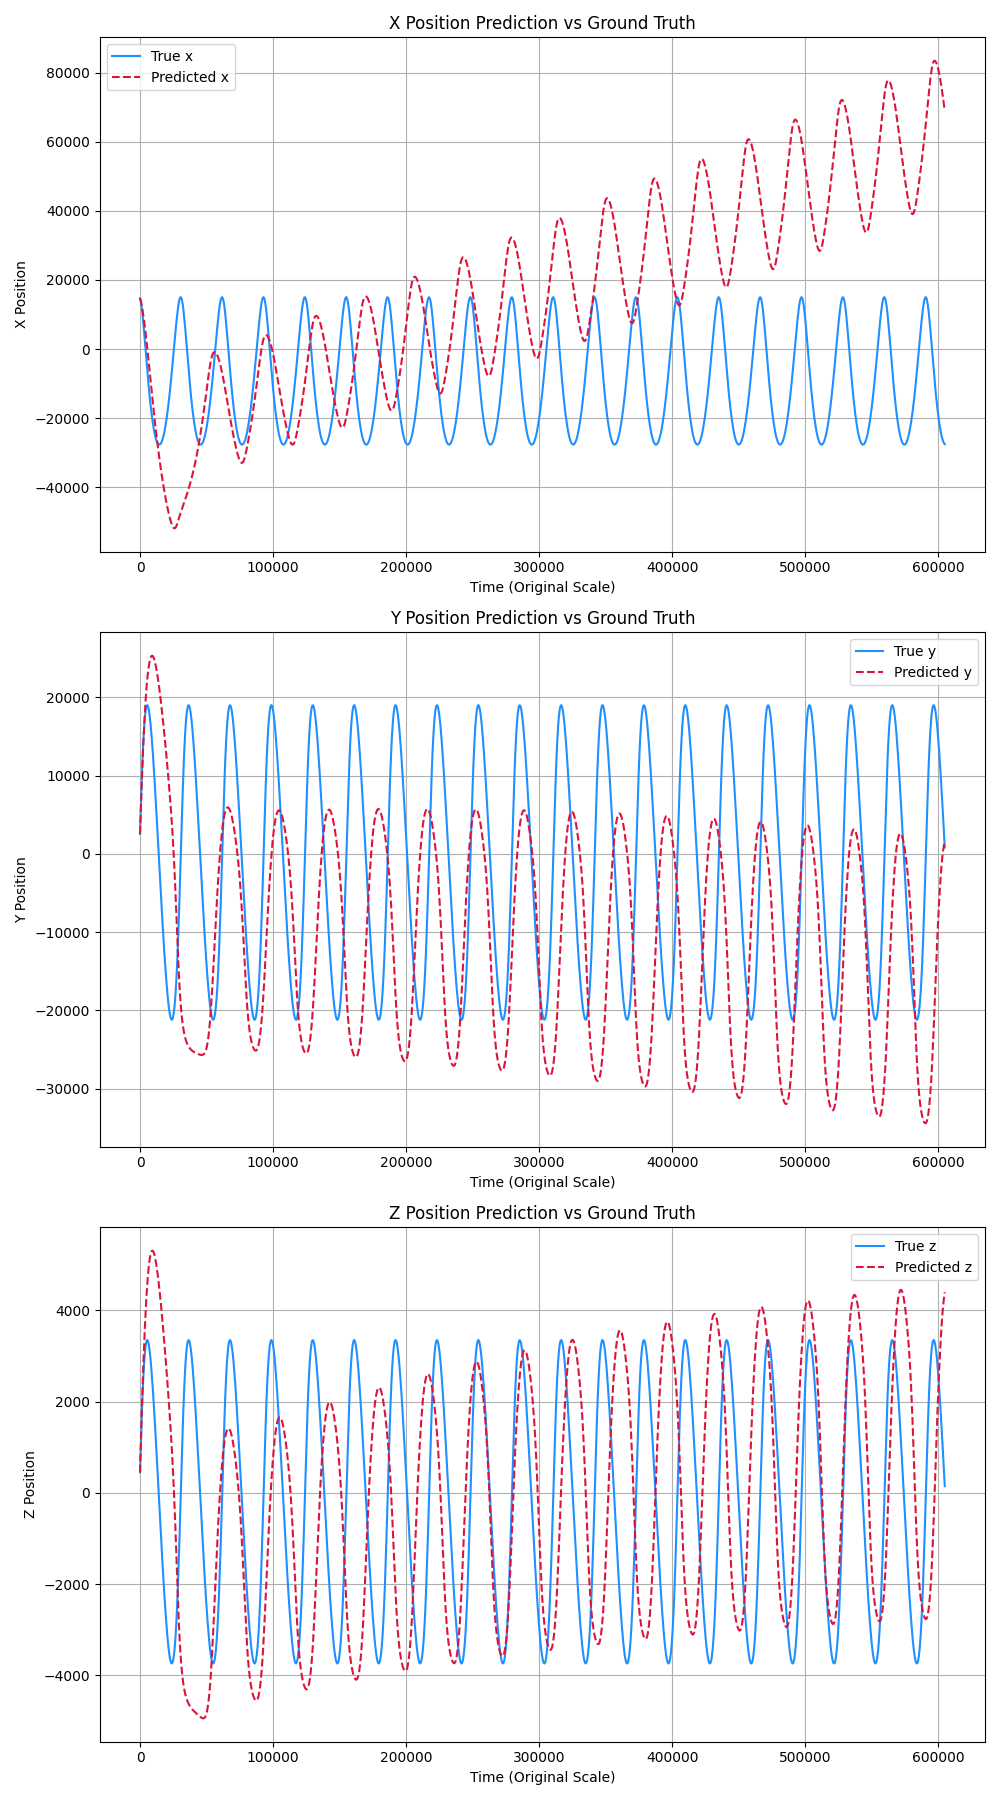 X Position Prediction vs Ground Truth
True x
Predicted x
80000
60000
40000
20000
0
−20000
−40000
X Position
0 100000 200000 300000 400000 500000 600000
Time (Original Scale)
Y Position Prediction vs Ground Truth
True y
Predicted y
20000
10000
0
−10000
−20000
−30000
Y Position
0 100000 200000 300000 400000 500000 600000
Time (Original Scale)
Z Position Prediction vs Ground Truth
True z
Predicted z
4000
2000
0
−2000
−4000
Z Position
0 100000 200000 300000 400000 500000 600000
Time (Original Scale)